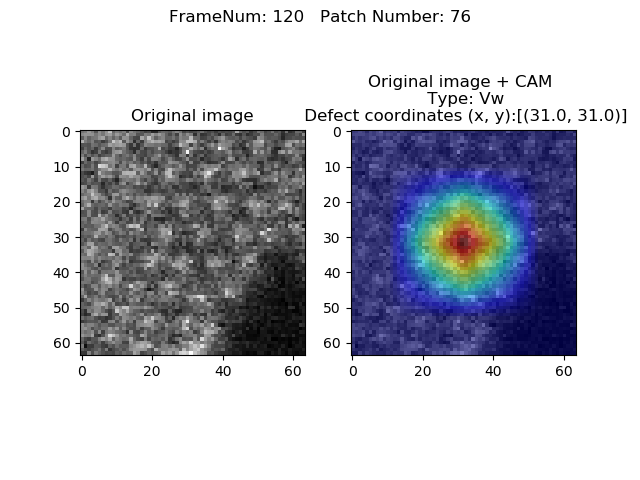 FrameNum: 120   Patch Number: 76
Original image
Original image + CAM
Type: Vw
Defect coordinates (x, y):[(31.0, 31.0)]
0
10
20
30
40
50
60
0 20 40 60
0
10
20
30
40
50
60
0 20 40 60